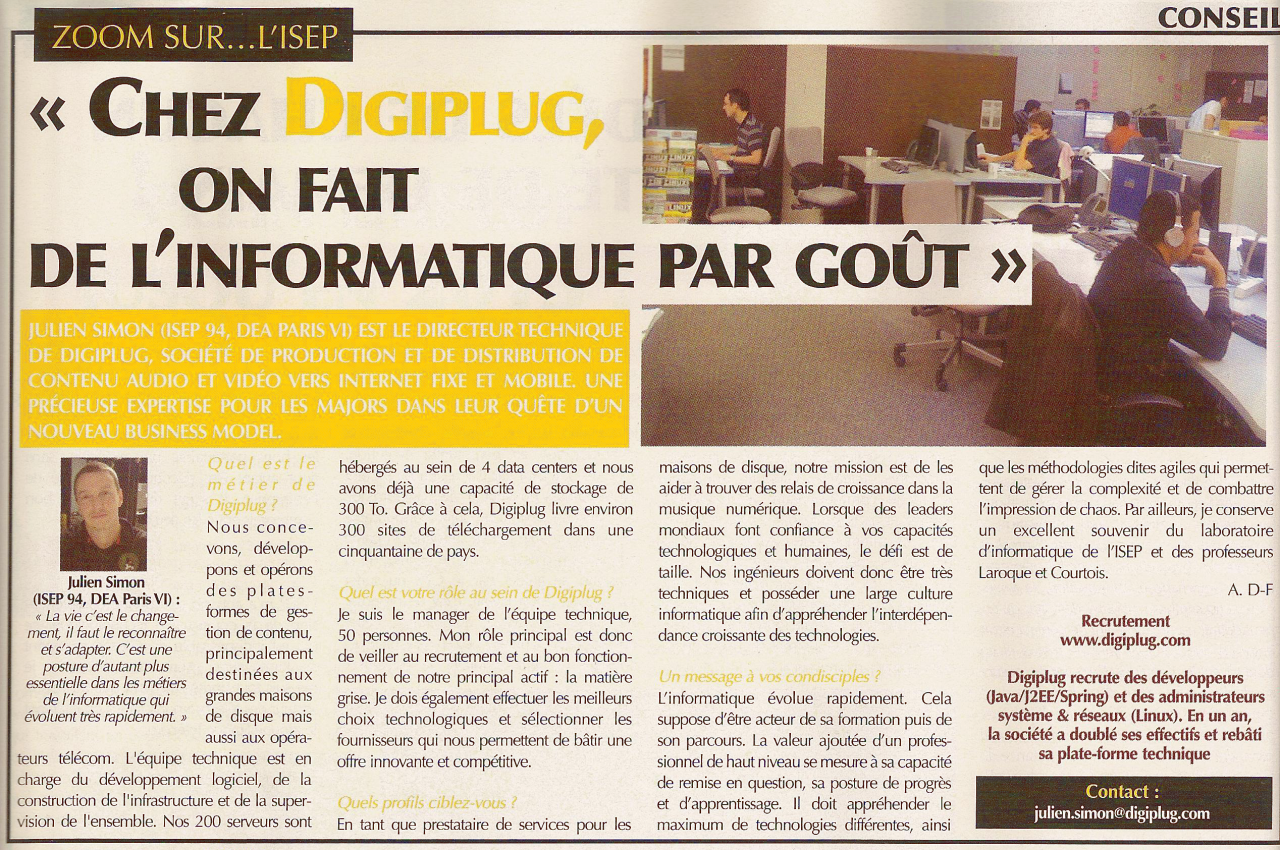 CONSEIL
ZOOM SUR...L'ISEP
« CHEZ DIGIPLUG,
ON FAIT
DE L'INFORMATIQUE PAR GOÛT »
JULIEN SIMON (ISEP 94, DEA PARIS VI) EST LE DIRECTEUR TECHNIQUE
DE DIGIPLUG, SOCIÉTÉ DE PRODUCTION ET DE DISTRIBUTION DE
CONTENU AUDIO ET VIDÉO VERS INTERNET FIXE ET MOBILE. UNE
PRÉCIEUSE EXPERTISE POUR LES MAJORS DANS LEUR QUÊTE D'UN
NOUVEAU BUSINESS MODEL.
Julien Simon
(ISEP 94, DEA Paris VI) :
« La vie c'est le change-
ment, il faut le reconnaître
et s'adapter. C'est une
posture d'autant plus
essentielle dans les métiers
de l'informatique qui
évoluent très rapidement. »
Quel est le
métier de
Digiplug ?
Nous conce-
vons, dévelop-
pons et opérons
des plates-
formes de ges-
tion de contenu,
principalement
destinées aux
grandes maisons
de disque mais
aussi aux opéra-
teurs télécom. L'équipe technique est en
charge du développement logiciel, de la
construction de l'infrastructure et de la super-
vision de l'ensemble. Nos 200 serveurs sont
hébergés au sein de 4 data centers et nous
avons déjà une capacité de stockage de
300 To. Grâce à cela, Digiplug livre environ
300 sites de téléchargement dans une
cinquantaine de pays.
Quel est votre rôle au sein de Digiplug ?
Je suis le manager de l'équipe technique,
50 personnes. Mon rôle principal est donc
de veiller au recrutement et au bon fonction-
nement de notre principal actif : la matière
grise. Je dois également effectuer les meilleurs
choix technologiques et sélectionner les
fournisseurs qui nous permettent de bâtir une
offre innovante et compétitive.
Quels profils ciblez-vous ?
En tant que prestataire de services pour les
maisons de disque, notre mission est de les
aider à trouver des relais de croissance dans la
musique numérique. Lorsque des leaders
mondiaux font confiance à vos capacités
technologiques et humaines, le défi est de
taille. Nos ingénieurs doivent donc être très
techniques et posséder une large culture
informatique afin d'appréhender l'interdépen-
dance croissante des technologies.
Un message à vos condisciples ?
L'informatique évolue rapidement. Cela
suppose d'être acteur de sa formation puis de
son parcours. La valeur ajoutée d'un profes-
sionnel de haut niveau se mesure à sa capacité
de remise en question, sa posture de progrès
et d'apprentissage. Il doit appréhender le
maximum de technologies différentes, ainsi
que les méthodologies dites agiles qui permet-
tent de gérer la complexité et de combattre
l'impression de chaos. Par ailleurs, je conserve
un excellent souvenir du laboratoire
d'informatique de l'ISEP et des professeurs
Laroque et Courtois.
A. D-F
Recrutement
www.digiplug.com
Digiplug recrute des développeurs
(Java/J2EE/Spring) et des administrateurs
système & réseaux (Linux). En un an,
la société a doublé ses effectifs et rebâti
sa plate-forme technique
Contact :
julien.simon@digiplug.com